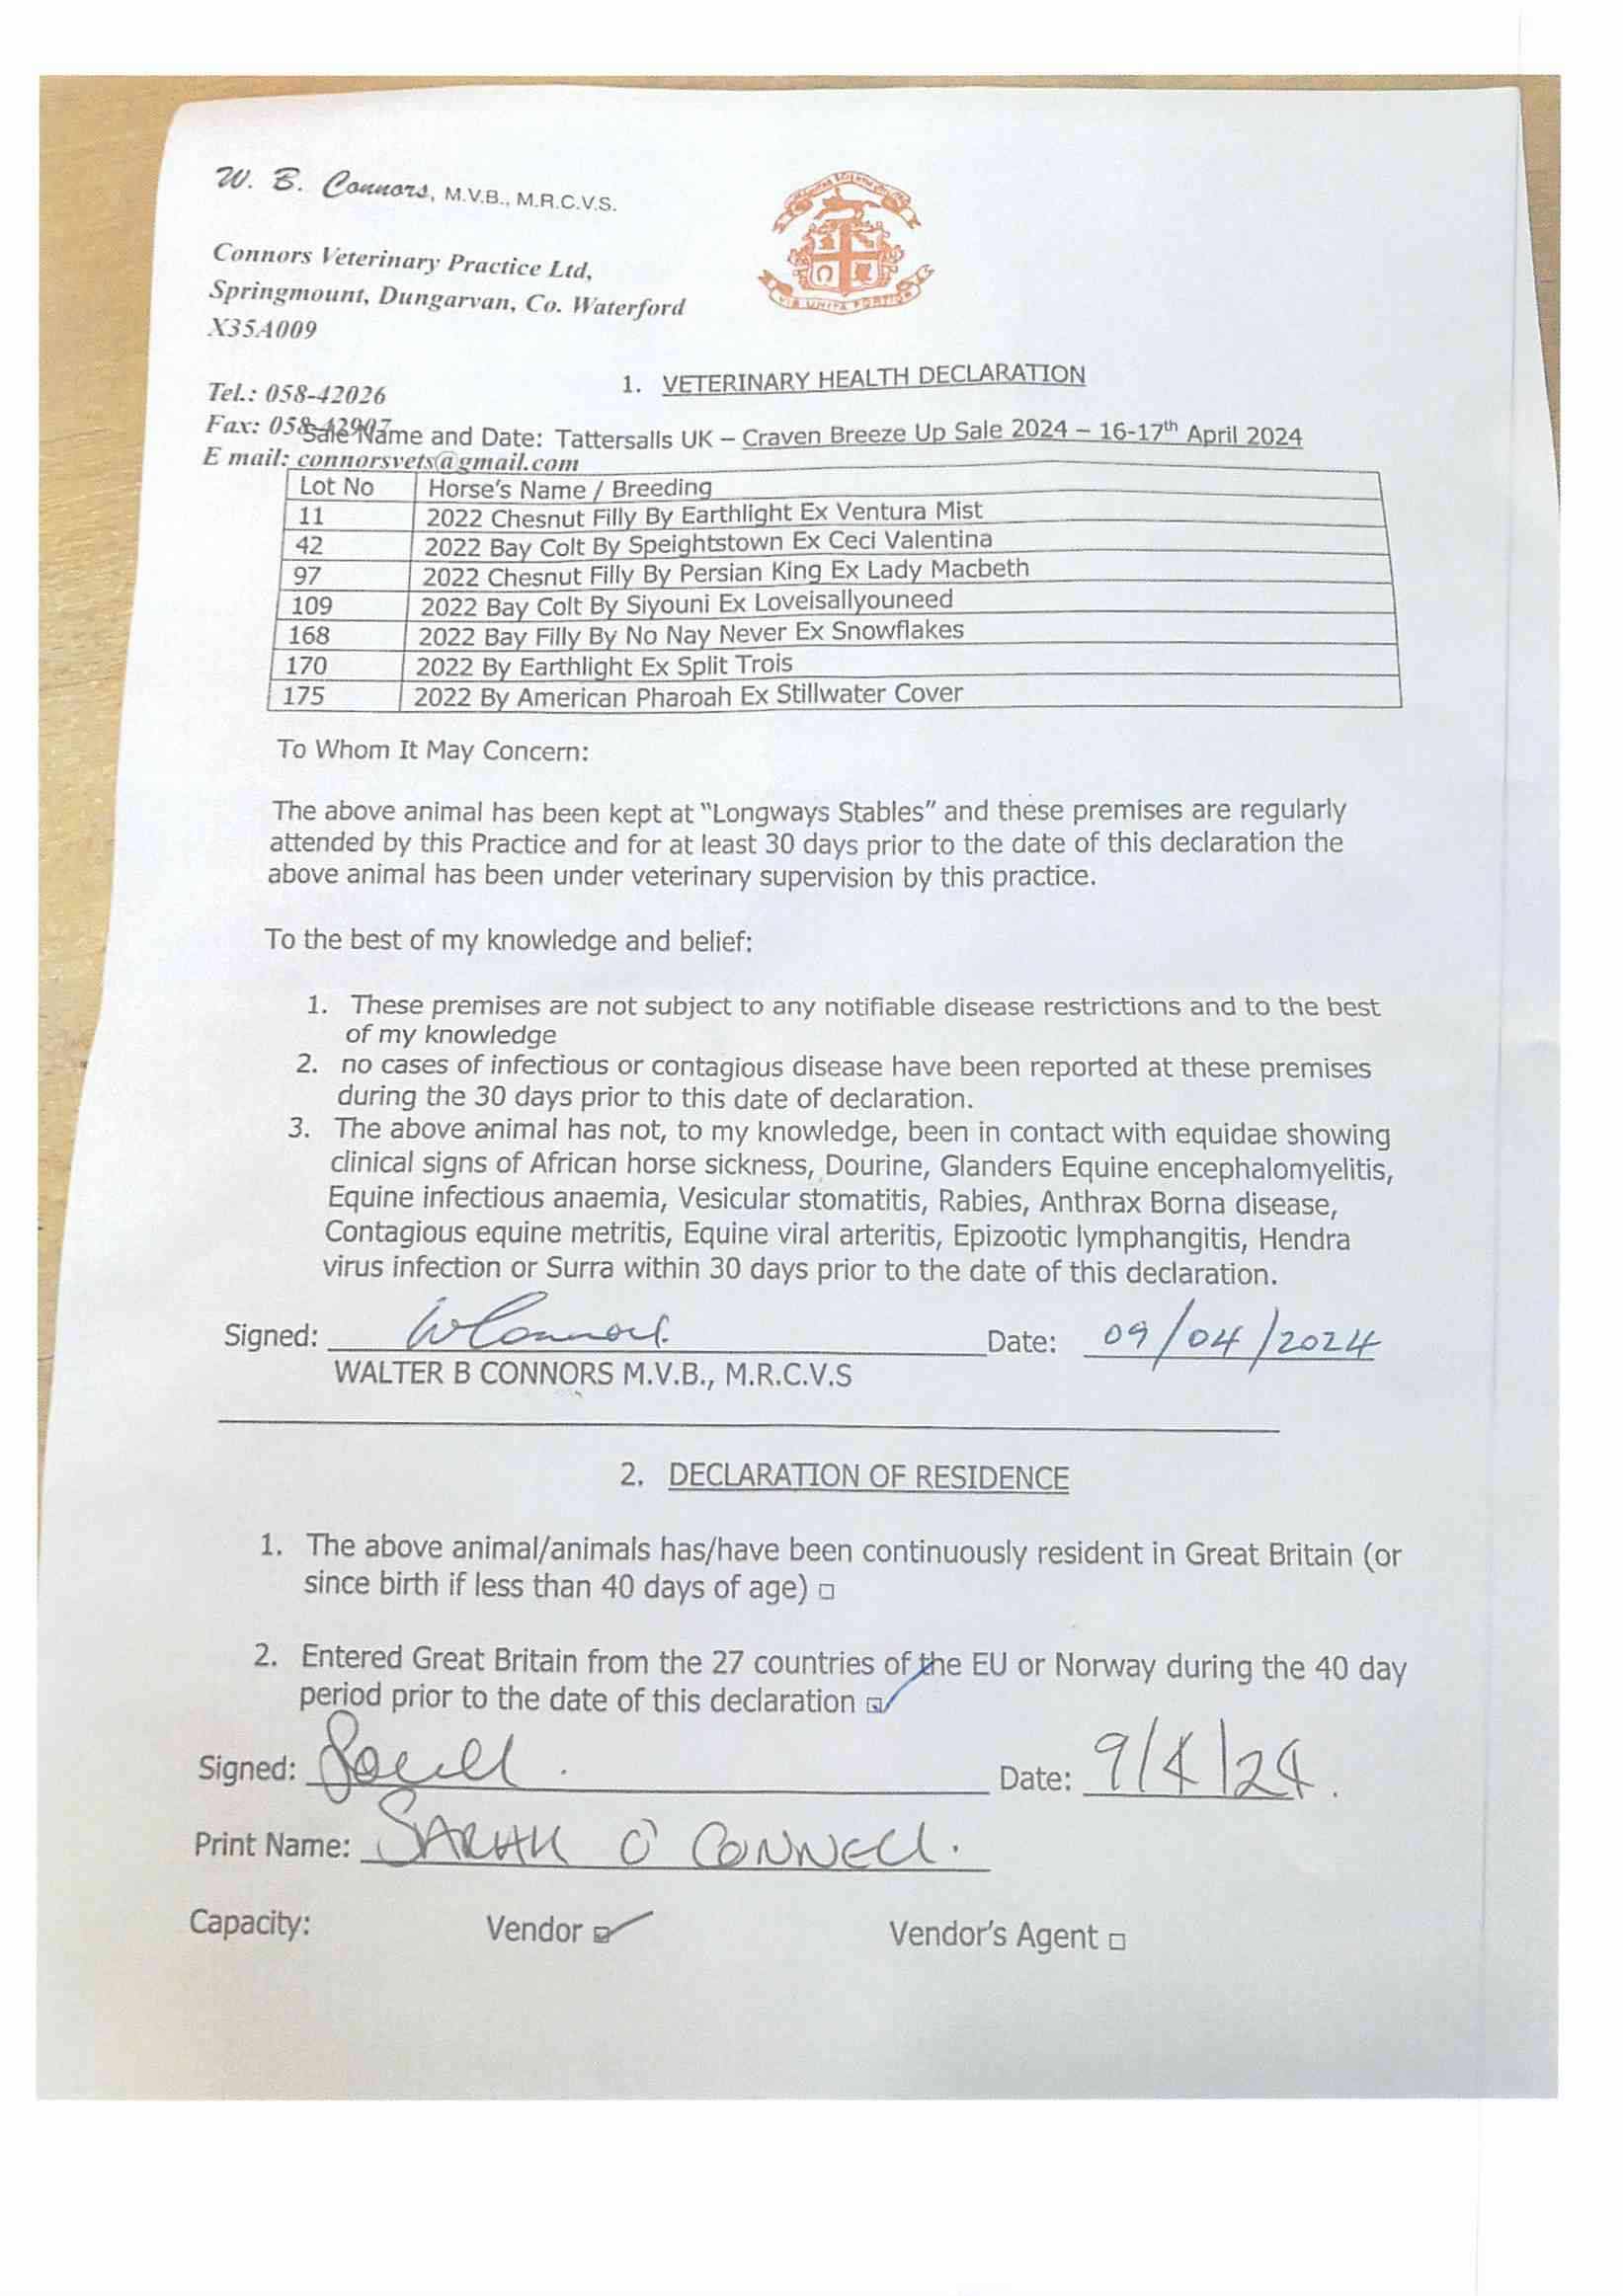 W. B. Connors, M.V.B., M.R.C.V.S.
Connors Veterinary Practice Ltd,
Springmount, Dungarvan, Co. Waterford
X35A009
Tel.: 058-42026
Fax: 058-42907
E mail: connorsvets@gmail.com
VIS UNITA FORTIOR
1. VETERINARY HEALTH DECLARATION
Sale Name and Date: Tattersalls UK – Craven Breeze Up Sale 2024 – 16-17th April 2024
Lot No Horse's Name / Breeding
11 2022 Chesnut Filly By Earthlight Ex Ventura Mist
42 2022 Bay Colt By Speightstown Ex Ceci Valentina
97 2022 Chesnut Filly By Persian King Ex Lady Macbeth
109 2022 Bay Colt By Siyouni Ex Loveisallyouneed
168 2022 Bay Filly By No Nay Never Ex Snowflakes
170 2022 By Earthlight Ex Split Trois
175 2022 By American Pharoah Ex Stillwater Cover
To Whom It May Concern:
The above animal has been kept at "Longways Stables" and these premises are regularly
attended by this Practice and for at least 30 days prior to the date of this declaration the
above animal has been under veterinary supervision by this practice.
To the best of my knowledge and belief:
1. These premises are not subject to any notifiable disease restrictions and to the best
of my knowledge
2. no cases of infectious or contagious disease have been reported at these premises
during the 30 days prior to this date of declaration.
3. The above animal has not, to my knowledge, been in contact with equidae showing
clinical signs of African horse sickness, Dourine, Glanders Equine encephalomyelitis,
Equine infectious anaemia, Vesicular stomatitis, Rabies, Anthrax Borna disease,
Contagious equine metritis, Equine viral arteritis, Epizootic lymphangitis, Hendra
virus infection or Surra within 30 days prior to the date of this declaration.
Signed: WConnors. Date: 09/04/2024
WALTER B CONNORS M.V.B., M.R.C.V.S
2. DECLARATION OF RESIDENCE
1. The above animal/animals has/have been continuously resident in Great Britain (or
since birth if less than 40 days of age)
2. Entered Great Britain from the 27 countries of the EU or Norway during the 40 day
period prior to the date of this declaration
Signed: Date: 9/4/24.
Print Name: SARAH O'CONNELL.
Capacity: Vendor Vendor's Agent